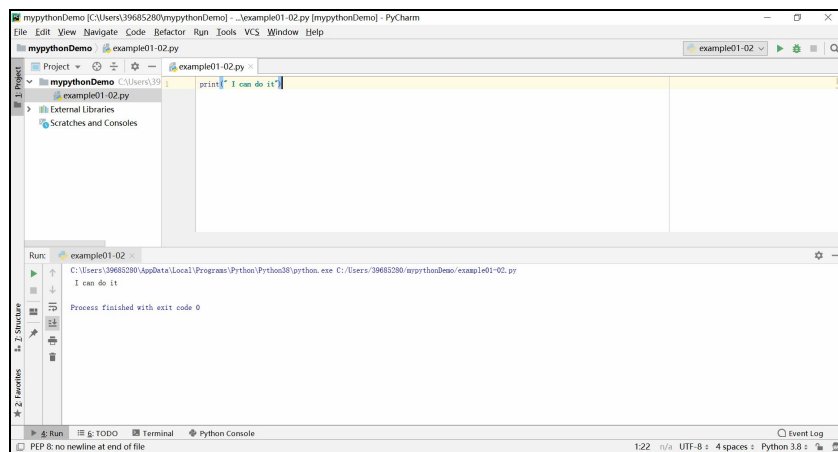 mypythonDemo [C:\Users\39685280\mypythonDemo] - ...\example01-02.py [mypythonDemo] - PyCharm
File Edit View Navigate Code Refactor Run Tools VCS Window Help
mypythonDemo example01-02.py example01-02
1: Project
Project example01-02.py
mypythonDemo C:\Users\39
example01-02.py
External Libraries
Scratches and Consoles
1 print(" I can do it")
Run: example01-02
C:\Users\39685280\AppData\Local\Programs\Python\Python38\python.exe C:/Users/39685280/mypythonDemo/example01-02.py
I can do it
Process finished with exit code 0
7: Structure
2: Favorites
4: Run 6: TODO Terminal Python Console Event Log
PEP 8: no newline at end of file 1:22 n/a UTF-8 4 spaces Python 3.8